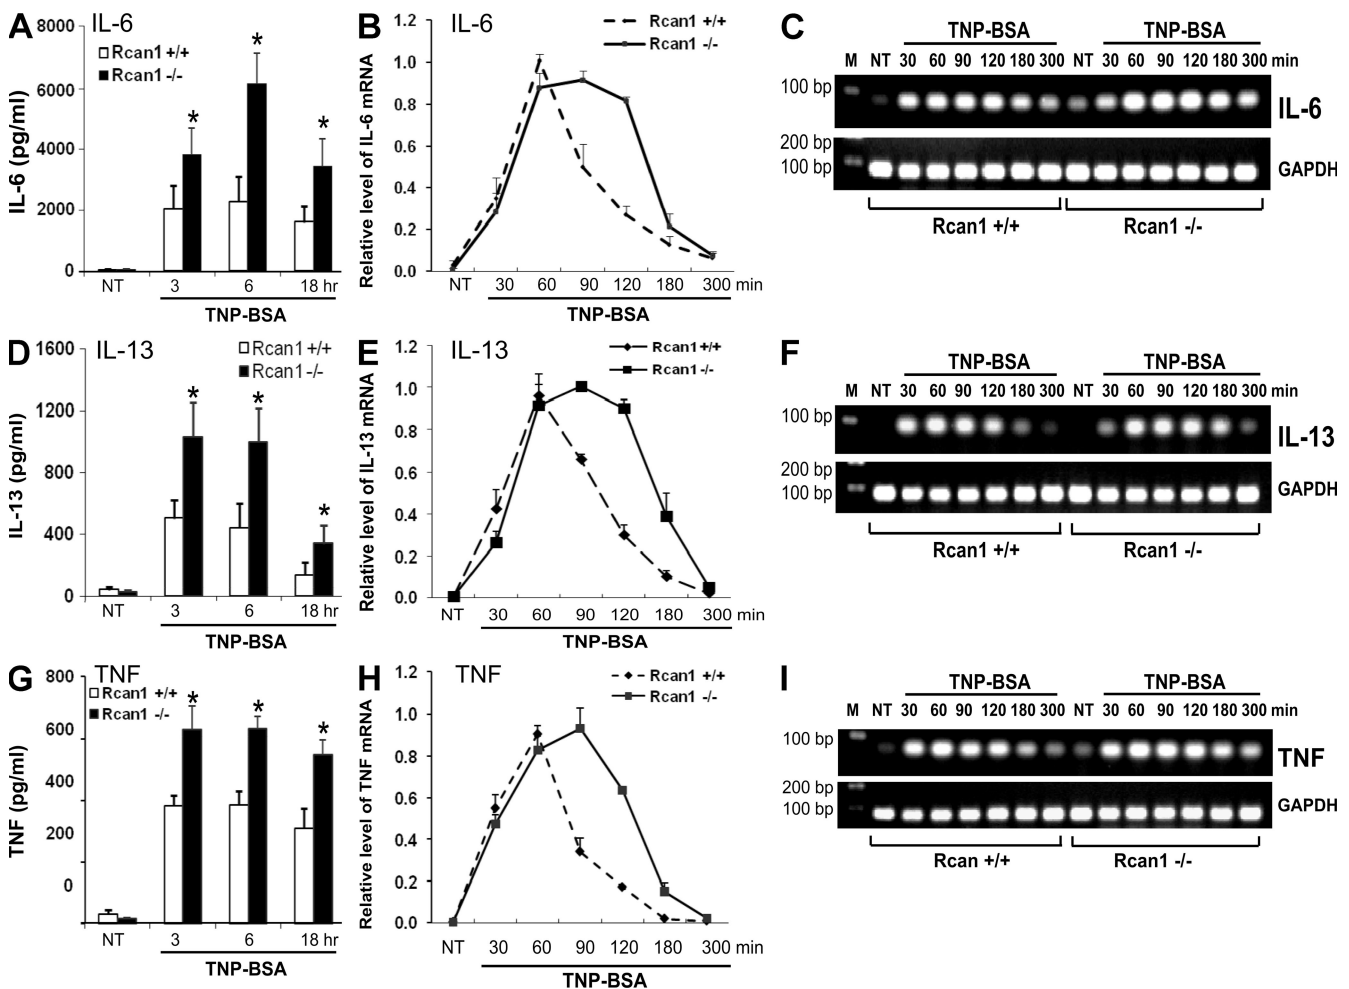 A
IL-6
8000
6000
4000
2000
0
IL-6 (pg/ml)
Rcan1 +/+
Rcan1 -/-
*
*
*
NT
3
6
18 hr
TNP-BSA
B
IL-6
1.2
1.0
0.8
0.6
0.4
0.2
0.0
Relative level of IL-6 mRNA
Rcan1 +/+
Rcan1 -/-
NT
30
60
90
120
180
300 min
TNP-BSA
C
TNP-BSA
TNP-BSA
M NT 30 60 90 120 180 300 NT 30 60 90 120 180 300 min
100 bp
IL-6
200 bp
100 bp
GAPDH
Rcan1 +/+
Rcan1 -/-
D
IL-13
1600
1200
800
400
0
IL-13 (pg/ml)
Rcan1 +/+
Rcan1 -/-
*
*
*
NT
3
6
18 hr
TNP-BSA
E
IL-13
1.2
1.0
0.8
0.6
0.4
0.2
0.0
Relative level of IL-13 mRNA
Rcan1 +/+
Rcan1 -/-
NT
30
60
90
120
180
300 min
TNP-BSA
F
TNP-BSA
TNP-BSA
M NT 30 60 90 120 180 300 NT 30 60 90 120 180 300 min
100 bp
IL-13
200 bp
100 bp
GAPDH
Rcan1 +/+
Rcan1 -/-
G
TNF
800
600
400
200
0
TNF (pg/ml)
Rcan1 +/+
Rcan1 -/-
*
*
*
NT
3
6
18 hr
TNP-BSA
H
TNF
1.2
1.0
0.8
0.6
0.4
0.2
0.0
Relative level of TNF mRNA
Rcan1 +/+
Rcan1 -/-
NT
30
60
90
120
180
300 min
TNP-BSA
I
TNP-BSA
TNP-BSA
M NT 30 60 90 120 180 300 NT 30 60 90 120 180 300 min
100 bp
TNF
200 bp
100 bp
GAPDH
Rcan +/+
Rcan1 -/-